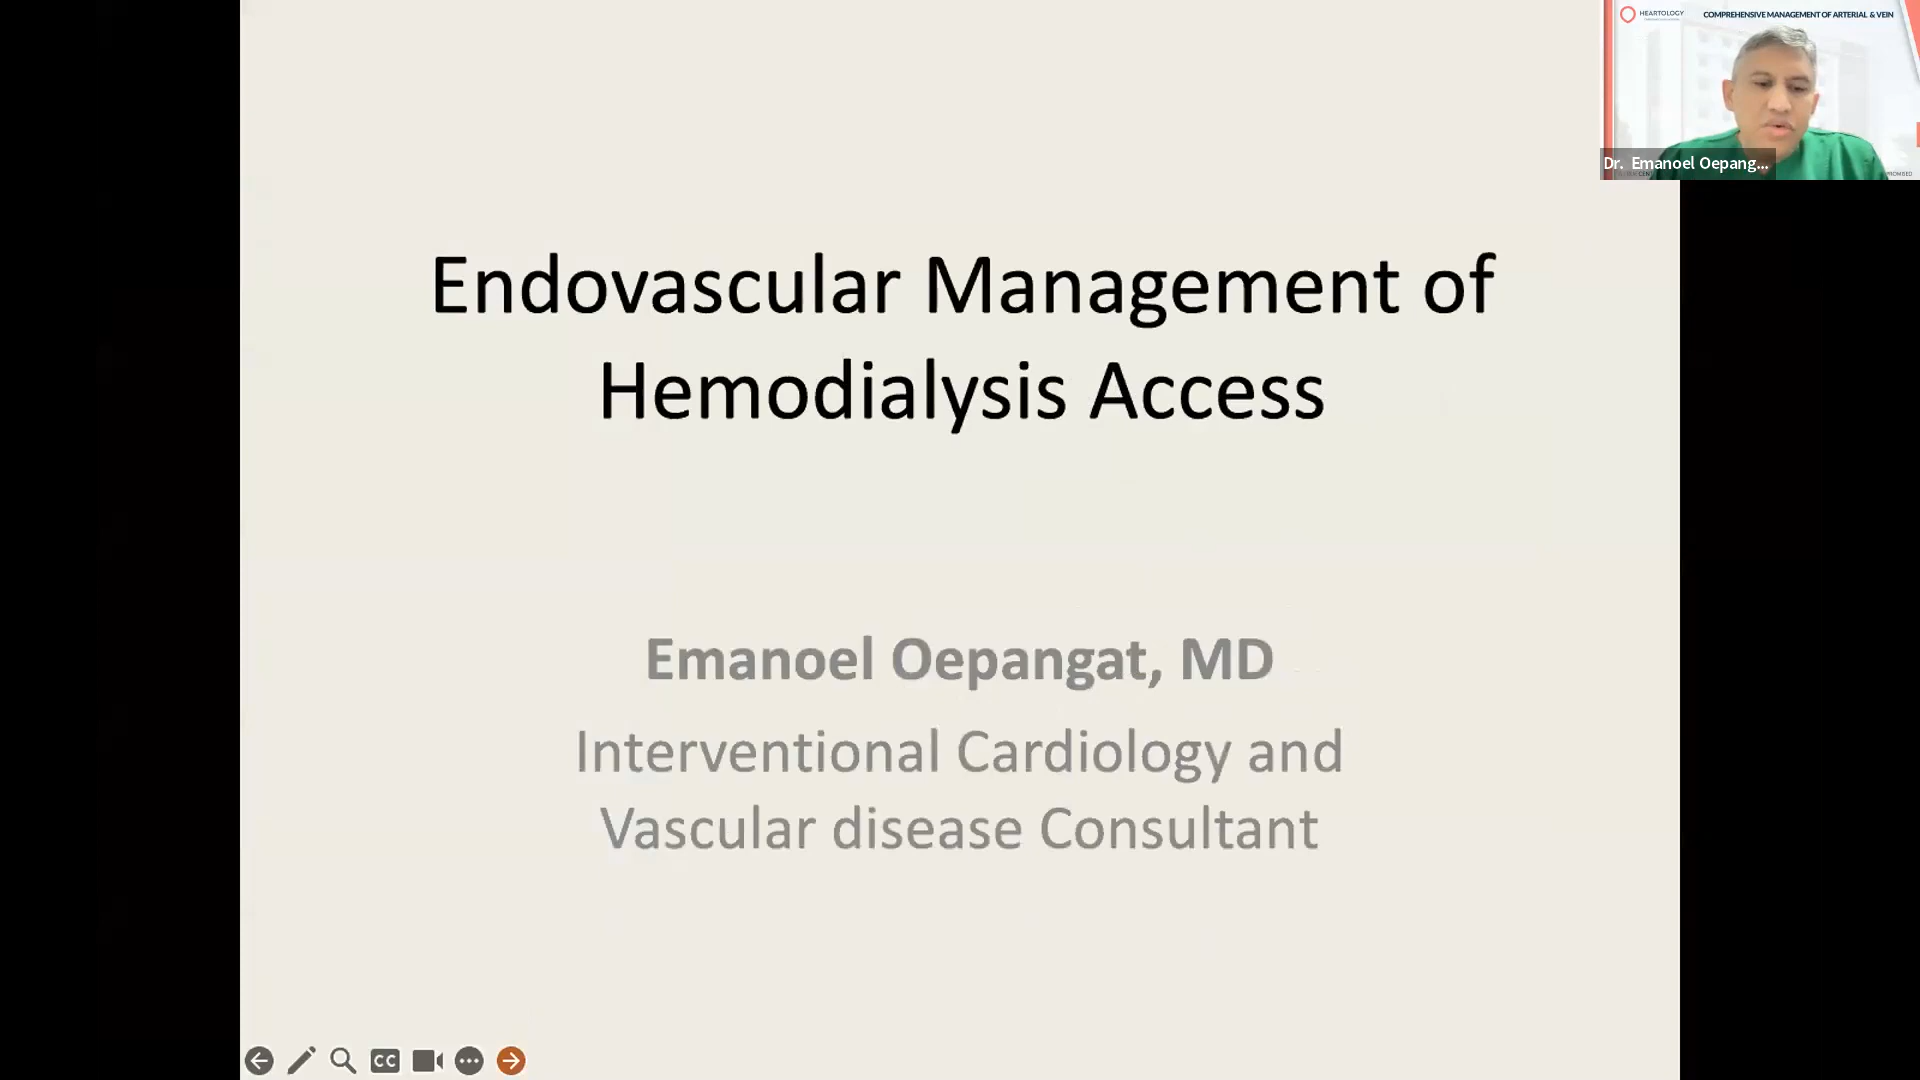 HEARTOLOGY
COMPREHENSIVE MANAGEMENT OF ARTERIAL & VEIN
Dr. Emanoel Oepang...
Endovascular Management of
Hemodialysis Access
Emanoel Oepangat, MD
Interventional Cardiology and
Vascular disease Consultant
CC